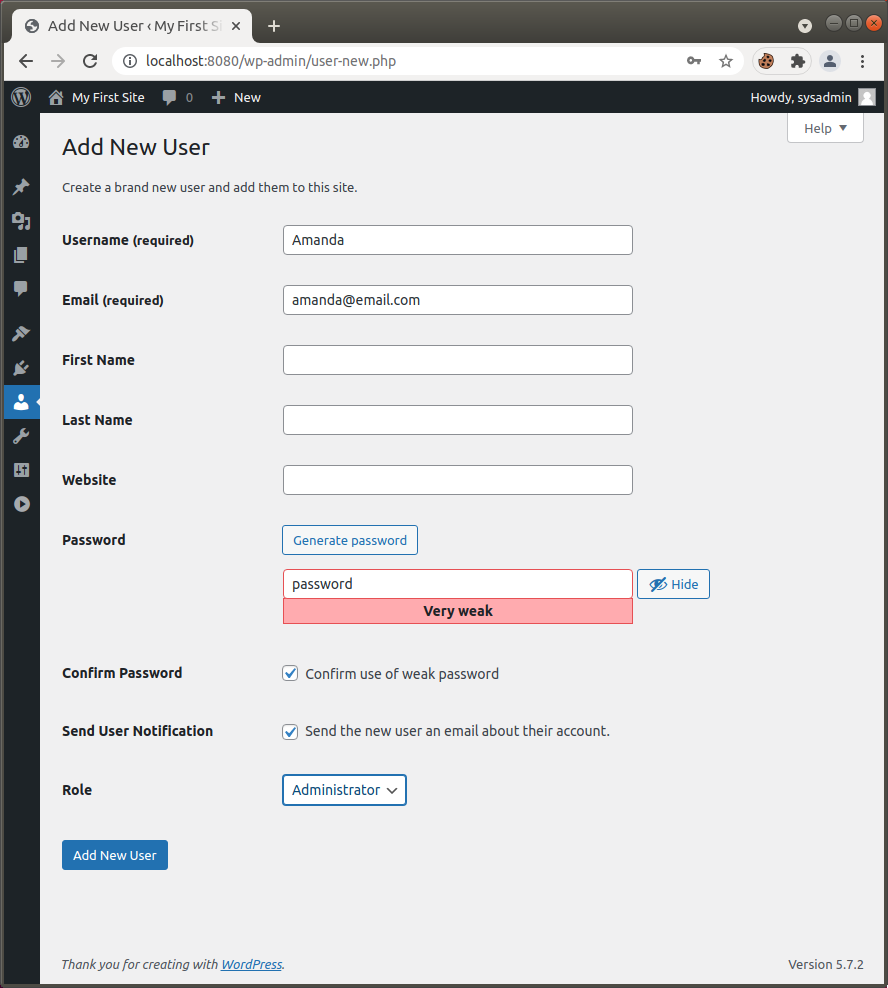 Add New User ‹ My First Si
localhost:8080/wp-admin/user-new.php
My First Site 0 New Howdy, sysadmin
Help
Add New User
Create a brand new user and add them to this site.
Username (required) Amanda
Email (required) amanda@email.com
First Name
Last Name
Website
Password Generate password
password Hide
Very weak
Confirm Password Confirm use of weak password
Send User Notification Send the new user an email about their account.
Role Administrator
Add New User
Thank you for creating with WordPress. Version 5.7.2